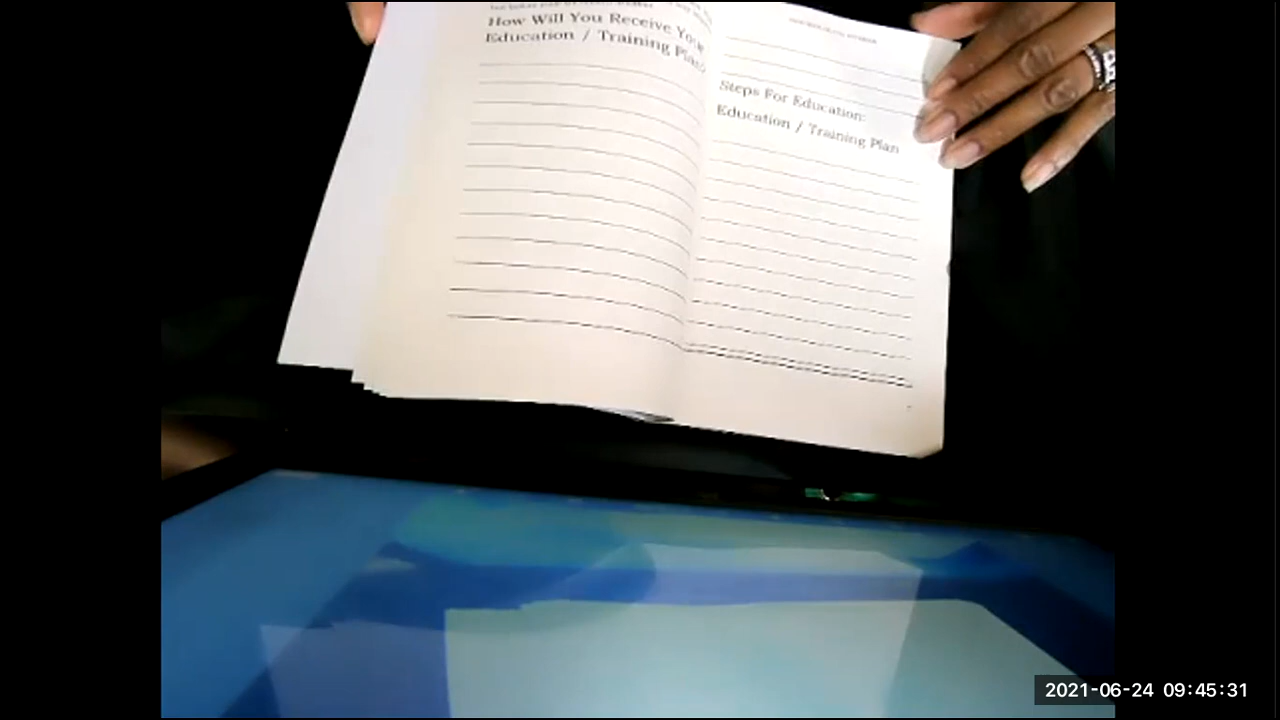 How Will You Receive Your
Education / Training Plan?
Steps For Education:
Education / Training Plan
2021-06-24 09:45:31